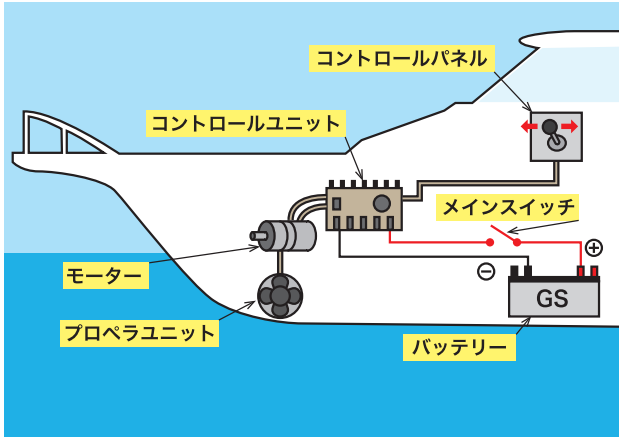 コントロールパネル
コントロールユニット
メインスイッチ
モーター
⊕
⊖
GS
プロペラユニット
バッテリー